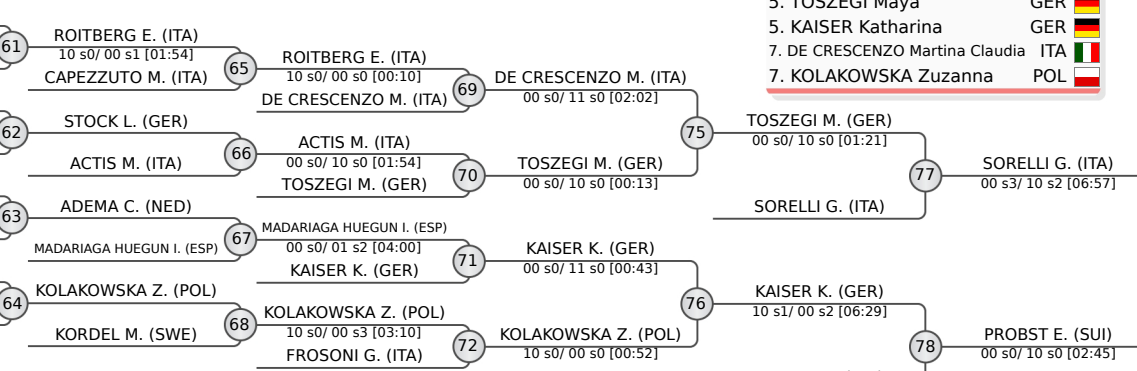 5. TOSZEGI Maya GER
5. KAISER Katharina GER
7. DE CRESCENZO Martina Claudia ITA
7. KOLAKOWSKA Zuzanna POL
61
ROITBERG E. (ITA)
10 s0/ 00 s1 [01:54]
CAPEZZUTO M. (ITA)
62
STOCK L. (GER)
ACTIS M. (ITA)
63
ADEMA C. (NED)
MADARIAGA HUEGUN I. (ESP)
64
KOLAKOWSKA Z. (POL)
KORDEL M. (SWE)
65
ROITBERG E. (ITA)
10 s0/ 00 s0 [00:10]
DE CRESCENZO M. (ITA)
66
ACTIS M. (ITA)
00 s0/ 10 s0 [01:54]
TOSZEGI M. (GER)
67
MADARIAGA HUEGUN I. (ESP)
00 s0/ 01 s2 [04:00]
KAISER K. (GER)
68
KOLAKOWSKA Z. (POL)
10 s0/ 00 s3 [03:10]
FROSONI G. (ITA)
69
DE CRESCENZO M. (ITA)
00 s0/ 11 s0 [02:02]
70
TOSZEGI M. (GER)
00 s0/ 10 s0 [00:13]
71
KAISER K. (GER)
00 s0/ 11 s0 [00:43]
72
KOLAKOWSKA Z. (POL)
10 s0/ 00 s0 [00:52]
75
TOSZEGI M. (GER)
00 s0/ 10 s0 [01:21]
SORELLI G. (ITA)
76
KAISER K. (GER)
10 s1/ 00 s2 [06:29]
77
SORELLI G. (ITA)
00 s3/ 10 s2 [06:57]
78
PROBST E. (SUI)
00 s0/ 10 s0 [02:45]